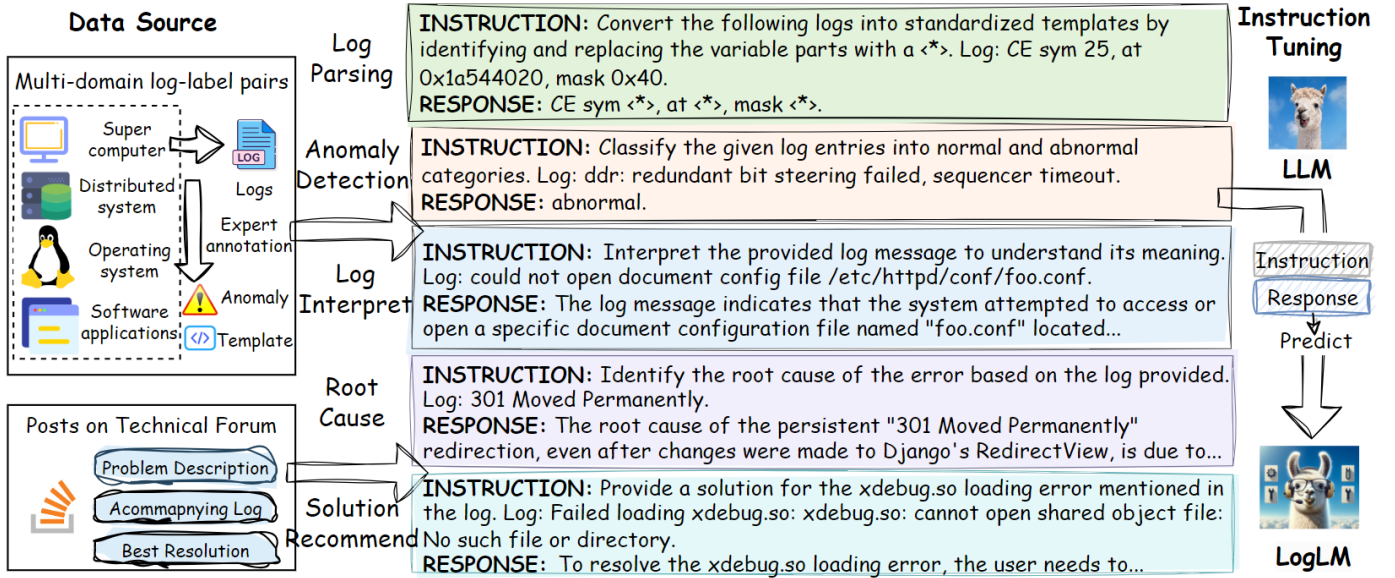 Data Source
Multi-domain log-label pairs
Super
computer
LOG
Logs
Distributed
system
Expert
annotation
Operating
system
Anomaly
Software
applications
</> Template
Posts on Technical Forum
Problem Description
Acommapnying Log
Best Resolution
Log
Parsing
INSTRUCTION: Convert the following logs into standardized templates by
identifying and replacing the variable parts with a <*>. Log: CE sym 25, at
0x1a544020, mask 0x40.
RESPONSE: CE sym <*>, at <*>, mask <*>.
Anomaly
Detection
INSTRUCTION: Classify the given log entries into normal and abnormal
categories. Log: ddr: redundant bit steering failed, sequencer timeout.
RESPONSE: abnormal.
Log
Interpret
INSTRUCTION: Interpret the provided log message to understand its meaning.
Log: could not open document config file /etc/httpd/conf/foo.conf.
RESPONSE: The log message indicates that th system attempted to access or
open a specific document configuration file named "foo.conf" located...
Root
Cause
INSTRUCTION: Identify the root cause of the error based on the log provided.
Log: 301 Moved Permanently.
RESPONSE: The root cause of the persistent "301 Moved Permanently"
redirection, even after changes were made to Django's RedirectView, is due to...
Solution
Recommend
INSTRUCTION: Provide a solution for the xdebug.so loading error mentioned in
the log. Log: Failed loading xdebug.so: xdebug.so: cannot open shared object file:
No such file or directory.
RESPONSE: To resolve the xdebug.so loading error, the user needs to...
Instruction
Tuning
LLM
Instruction
Response
Predict
LogLM